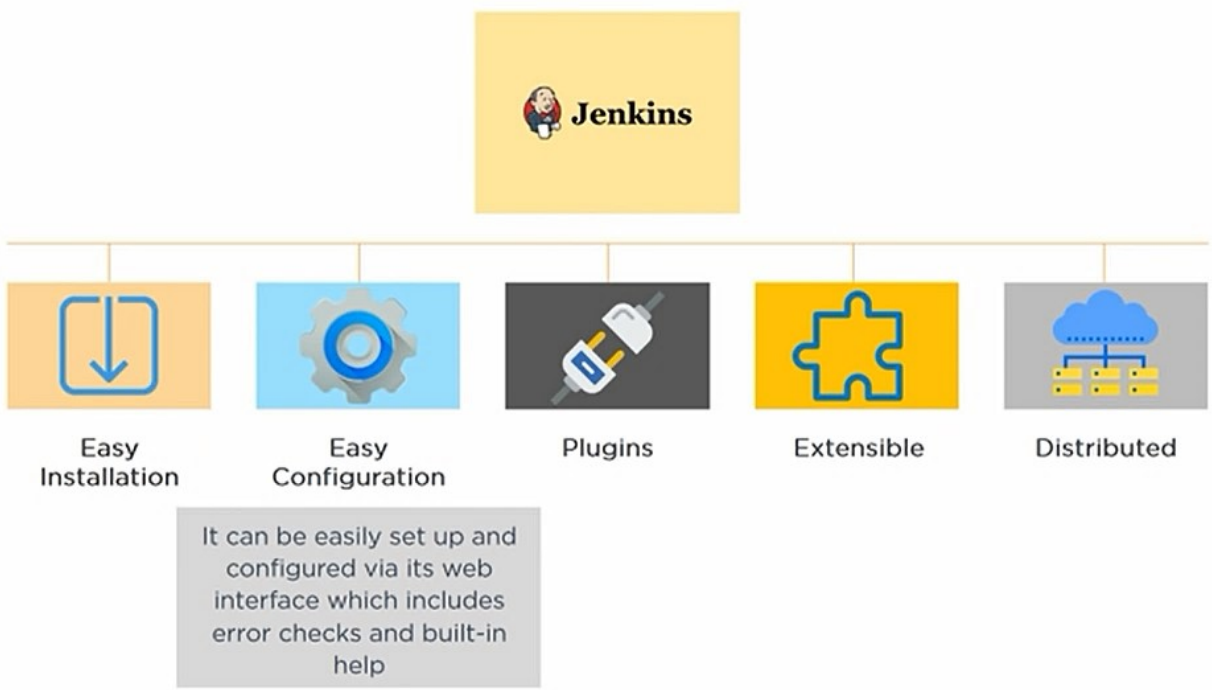 Jenkins
Easy
Installation
Easy
Configuration
Plugins
Extensible
Distributed
It can be easily set up and
configured via its web
interface which includes
error checks and built-in
help